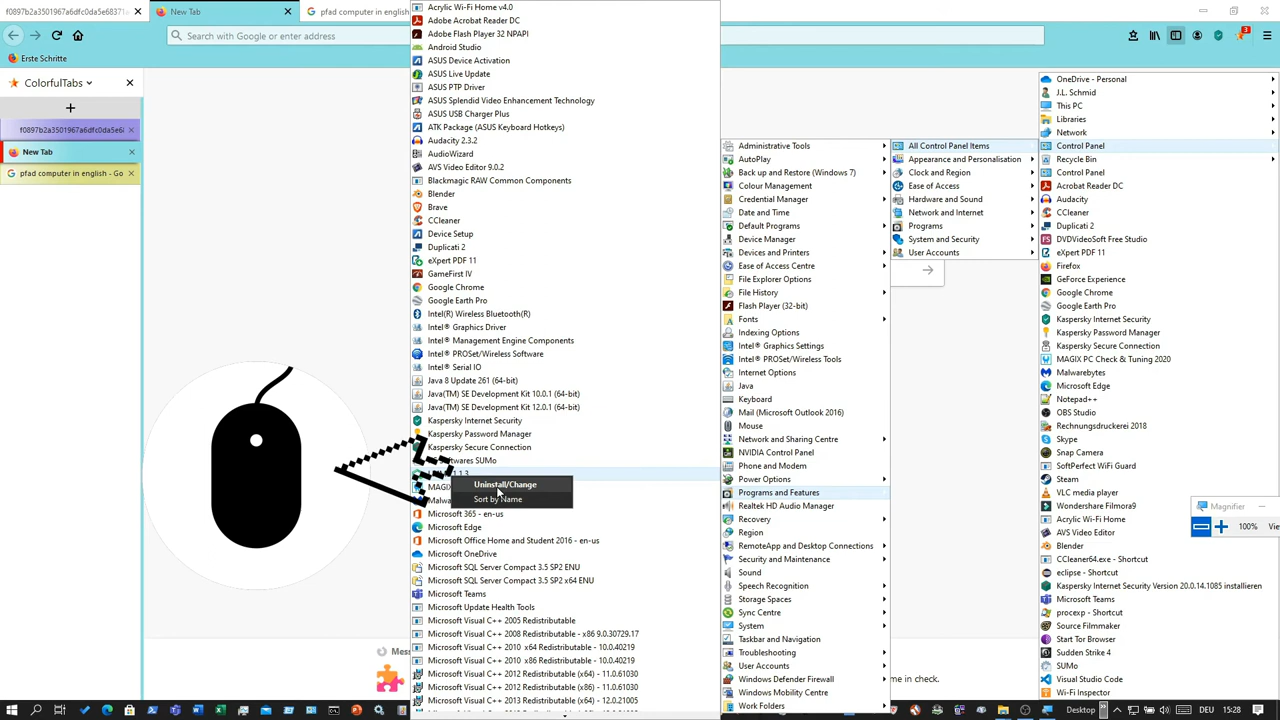 f0897b2a3501967a6dfc0da5e68371a
New Tab
pfad computer in english
Search with Google or address
3
Erste Schritte
ColorfulTabs
f0897b2a3501967a6dfc0da5e68
New Tab
pfad computer in english - Go
Acrylic Wi-Fi Home v4.0
Adobe Acrobat Reader DC
Adobe Flash Player 32 NPAPI
Android Studio
ASUS Device Activation
ASUS Live Update
ASUS PTP Driver
ASUS Splendid Video Enhancement Technology
ASUS USB Charger Plus
ATK Package (ASUS Keyboard Hotkeys)
Audacity 2.3.2
AudioWizard
AVS Video Editor 9.0.2
Blackmagic RAW Common Components
Blender
Brave
CCleaner
Device Setup
Duplicati 2
eXpert PDF 11
GameFirst IV
Google Chrome
Google Earth Pro
Intel(R) Wireless Bluetooth(R)
Intel® Graphics Driver
Intel® Management Engine Components
Intel® PROSet/Wireless Software
Intel® Serial IO
Java 8 Update 261 (64-bit)
Java(TM) SE Development Kit 10.0.1 (64-bit)
Java(TM) SE Development Kit 12.0.1 (64-bit)
Kaspersky Internet Security
Kaspersky Password Manager
Kaspersky Secure Connection
Softwares SUMo
MAGI
Malwa
Uninstall/Change
Sort by Name
Microsoft 365 - en-us
Microsoft Edge
Microsoft Office Home and Student 2016 - en-us
Microsoft OneDrive
Microsoft SQL Server Compact 3.5 SP2 ENU
Microsoft SQL Server Compact 3.5 SP2 x64 ENU
Microsoft Teams
Microsoft Update Health Tools
Microsoft Visual C++ 2005 Redistributable
Microsoft Visual C++ 2008 Redistributable - x86 9.0.30729.17
Microsoft Visual C++ 2010 x64 Redistributable - 10.0.40219
Microsoft Visual C++ 2010 x86 Redistributable - 10.0.40219
Microsoft Visual C++ 2012 Redistributable (x64) - 11.0.61030
Microsoft Visual C++ 2012 Redistributable (x86) - 11.0.61030
Microsoft Visual C++ 2013 Redistributable (x64) - 12.0.21005
Administrative Tools
AutoPlay
Back up and Restore (Windows 7)
Colour Management
Credential Manager
Date and Time
Default Programs
Device Manager
Devices and Printers
Ease of Access Centre
File Explorer Options
File History
Flash Player (32-bit)
Fonts
Indexing Options
Intel® Graphics Settings
Intel® PROSet/Wireless Tools
Internet Options
Java
Keyboard
Mail (Microsoft Outlook 2016)
Mouse
Network and Sharing Centre
NVIDIA Control Panel
Phone and Modem
Power Options
Programs and Features
Realtek HD Audio Manager
Recovery
Region
RemoteApp and Desktop Connections
Security and Maintenance
Sound
Speech Recognition
Storage Spaces
Sync Centre
System
Taskbar and Navigation
Troubleshooting
User Accounts
Windows Defender Firewall
Windows Mobility Centre
Work Folders
All Control Panel Items
Appearance and Personalisation
Clock and Region
Ease of Access
Hardware and Sound
Network and Internet
Programs
System and Security
User Accounts
OneDrive - Personal
J.L. Schmid
This PC
Libraries
Network
Control Panel
Recycle Bin
Control Panel
Acrobat Reader DC
Audacity
CCleaner
Duplicati 2
DVDVideoSoft Free Studio
eXpert PDF 11
Firefox
GeForce Experience
Google Chrome
Google Earth Pro
Kaspersky Internet Security
Kaspersky Password Manager
Kaspersky Secure Connection
MAGIX PC Check & Tuning 2020
Malwarebytes
Microsoft Edge
Notepad++
OBS Studio
Rechnungsdruckerei 2018
Skype
Snap Camera
SoftPerfect WiFi Guard
Steam
VLC media player
Wondershare Filmora9
Acrylic Wi-Fi Home
AVS Video Editor
Blender
CCleaner64.exe - Shortcut
eclipse - Shortcut
Kaspersky Internet Security Version 20.0.14.1085 installieren
Microsoft Teams
procexp - Shortcut
Source Filmmaker
Start Tor Browser
Sudden Strike 4
SUMo
Visual Studio Code
Wi-Fi Inspector
Magnifier
100%
Vie
Mess
me in check.
Desktop
DEU
15:28